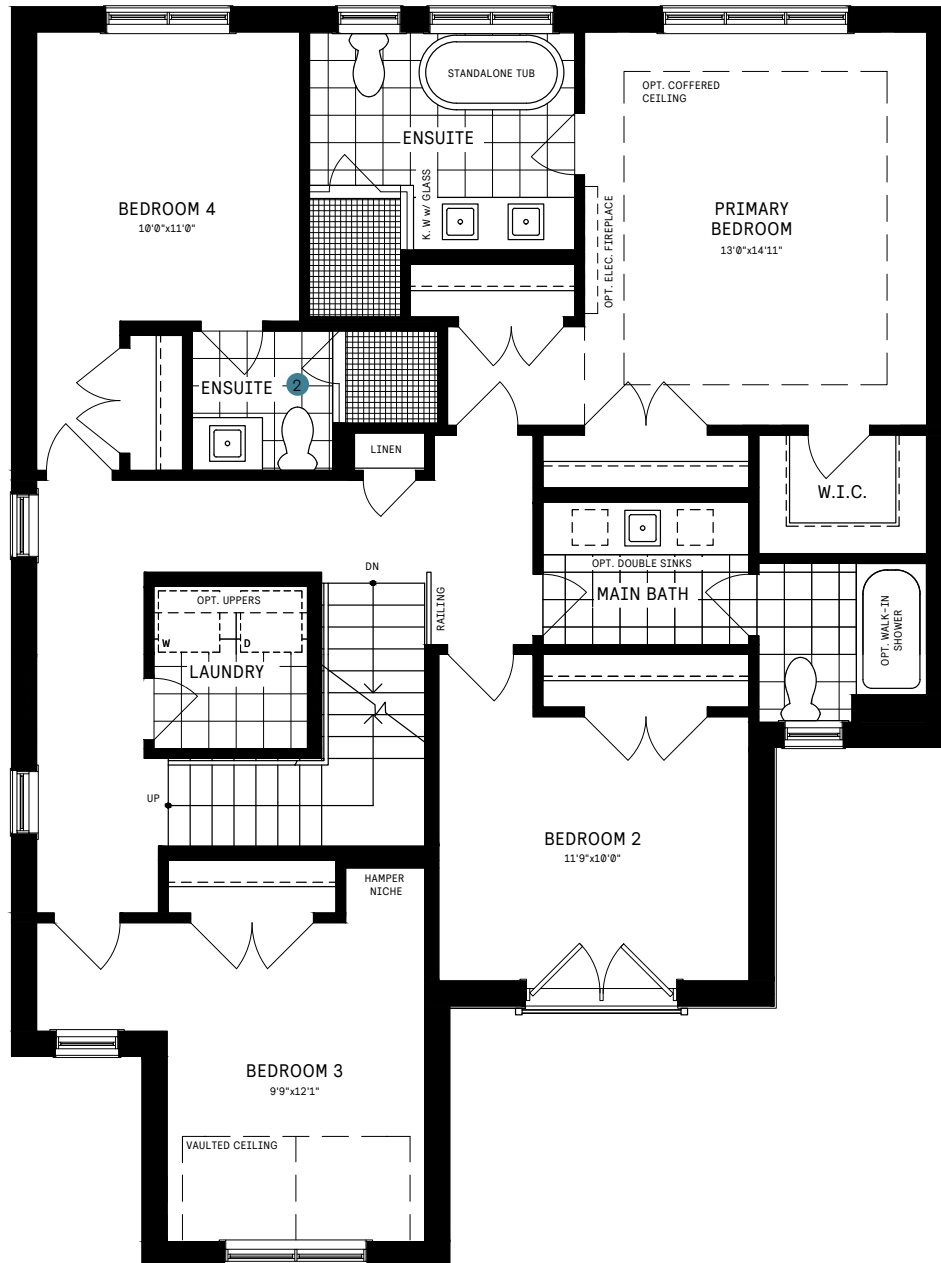 STANDALONE TUB
OPT. COFFERED
CEILING
ENSUITE
K. W w/ GLASS
BEDROOM 4
10'0"x11'0"
OPT. ELEC. FIREPLACE
PRIMARY
BEDROOM
13'0"x14'11"
ENSUITE 2
LINEN
W.I.C.
DN
OPT. DOUBLE SINKS
MAIN BATH
OPT. UPPERS
W
D
LAUNDRY
RAILING
OPT. WALK-IN
SHOWER
UP
BEDROOM 2
11'9"x10'0"
HAMPER
NICHE
BEDROOM 3
9'9"x12'1"
VAULTED CEILING